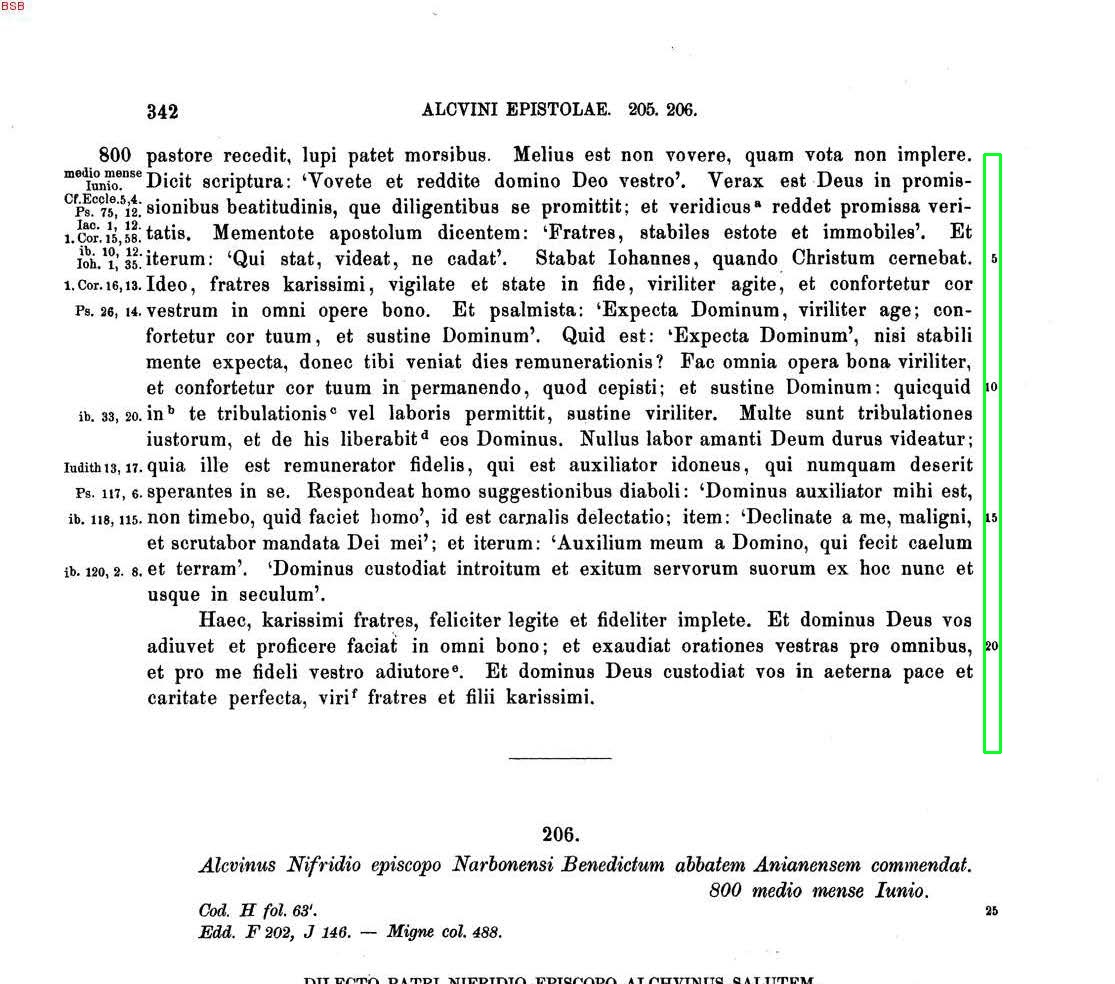 BSB
342 ALCVINI EPISTOLAE. 205. 206.
800 pastore recedit, lupi patet morsibus. Melius est non vovere, quam vota non implere.
medio mense
Iunio. Dicit scriptura: ‘Vovete et reddite domino Deo vestro’. Verax est Deus in promis-
Cf. Eccle. 5, 4.
Ps. 75, 12. sionibus beatitudinis, que diligentibus se promittit; et veridicusᵃ reddet promissa veri-
Iac. 1, 12.
1. Cor. 15, 58. tatis. Mementote apostolum dicentem: ‘Fratres, stabiles estote et immobiles’. Et
ib. 10, 12.
Ioh. 1, 35. iterum: ‘Qui stat, videat, ne cadat’. Stabat Iohannes, quando Christum cernebat. 5
1. Cor. 16, 13. Ideo, fratres karissimi, vigilate et state in fide, viriliter agite, et confortetur cor
Ps. 26, 14. vestrum in omni opere bono. Et psalmista: ‘Expecta Dominum, viriliter age; con-
fortetur cor tuum, et sustine Dominum’. Quid est: ‘Expecta Dominum’, nisi stabili
mente expecta, donec tibi veniat dies remunerationis? Fac omnia opera bona viriliter,
et confortetur cor tuum in permanendo, quod cepisti; et sustine Dominum: quicquid 10
ib. 33, 20. inᵇ te tribulationisᶜ vel laboris permittit, sustine viriliter. Multe sunt tribulationes
iustorum, et de his liberabitᵈ eos Dominus. Nullus labor amanti Deum durus videatur;
Iudith 13, 17. quia ille est remunerator fidelis, qui est auxiliator idoneus, qui numquam deserit
Ps. 117, 6. sperantes in se. Respondeat homo suggestionibus diaboli: ‘Dominus auxiliator mihi est,
ib. 118, 115. non timebo, quid faciet homo’, id est carnalis delectatio; item: ‘Declinate a me, maligni, 15
et scrutabor mandata Dei mei’; et iterum: ‘Auxilium meum a Domino, qui fecit caelum
ib. 120, 2. 8. et terram’. ‘Dominus custodiat introitum et exitum servorum suorum ex hoc nunc et
usque in seculum’.
Haec, karissimi fratres, feliciter legite et fideliter implete. Et dominus Deus vos
adiuvet et proficere faciat in omni bono; et exaudiat orationes vestras pro omnibus, 20
et pro me fideli vestro adiutoreᵉ. Et dominus Deus custodiat vos in aeterna pace et
caritate perfecta, viriᶠ fratres et filii karissimi.
206.
Alcvinus Nifridio episcopo Narbonensi Benedictum abbatem Anianensem commendat.
800 medio mense Iunio.
Cod. H fol. 63'. 25
Edd. F 202, J 146. — Migne col. 488.
DILECTO PATRI NIFRIDIO EPISCOPO ALCHVINUS SALUTEM.